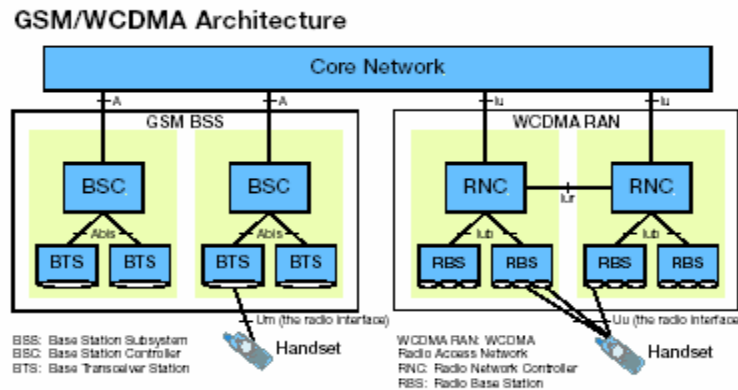 GSM/WCDMA Architecture
Core Network
A
A
Iu
Iu
GSM BSS
WCDMA RAN
BSC
BSC
RNC
RNC
Iur
Abis
Abis
Iub
Iub
BTS
BTS
BTS
BTS
RBS
RBS
RBS
RBS
Um (the radio interface)
Uu (the radio interface
Handset
Handset
BSS: Base Station Subsystem
BSC: Base Station Controller
BTS: Base Transceiver Station
WCDMA RAN: WCDMA
Radio Access Network
RNC: Radio Network Controller
RBS: Radio Base Station